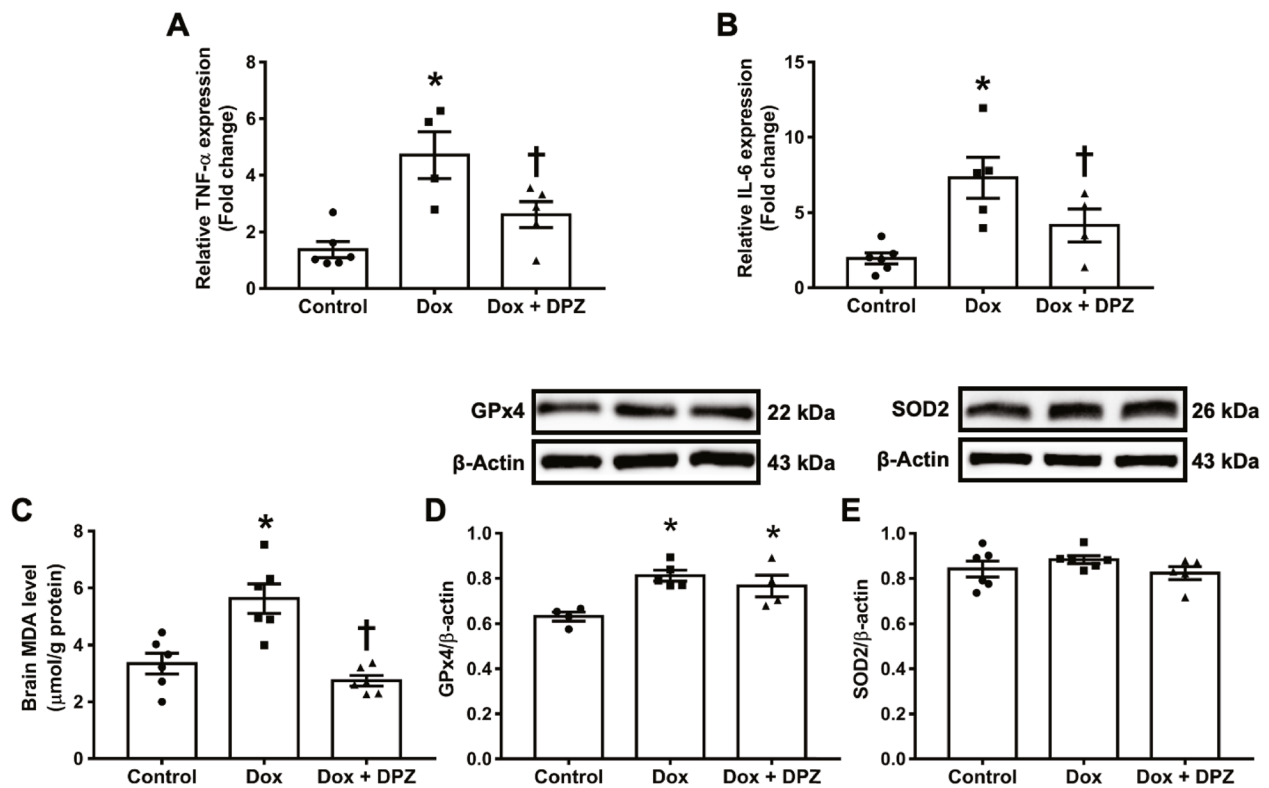 A
Relative TNF-α expression
(Fold change)
8
6
4
2
0
*
†
Control
Dox
Dox + DPZ
B
Relative IL-6 expression
(Fold change)
15
10
5
0
*
†
Control
Dox
Dox + DPZ
GPx4
22 kDa
β-Actin
43 kDa
SOD2
26 kDa
β-Actin
43 kDa
C
Brain MDA level
(μmol/g protein)
8
6
4
2
0
*
†
Control
Dox
Dox + DPZ
D
GPx4/β-actin
1.0
0.8
0.6
0.4
0.2
0.0
*
*
Control
Dox
Dox + DPZ
E
SOD2/β-actin
1.0
0.8
0.6
0.4
0.2
0.0
Control
Dox
Dox + DPZ